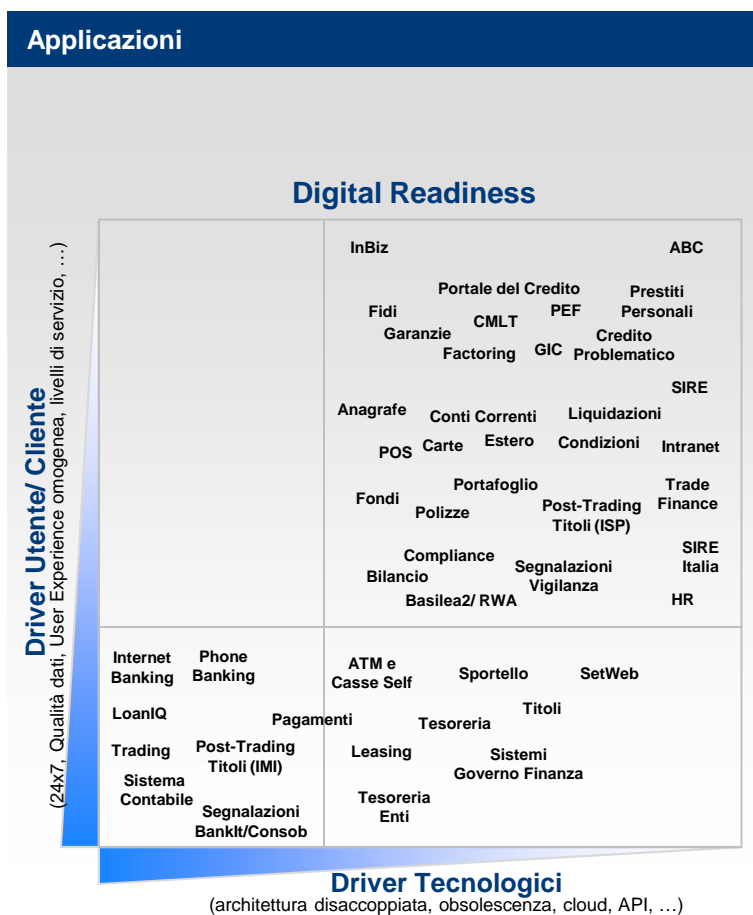 Applicazioni
Digital Readiness
InBiz
ABC
Portale del Credito
Prestiti
Personali
Fidi
PEF
CMLT
Garanzie
Credito
Problematico
Factoring
GIC
SIRE
Anagrafe
Conti Correnti
Liquidazioni
POS
Carte
Estero
Condizioni
Intranet
Portafoglio
Trade
Finance
Fondi
Polizze
Post-Trading
Titoli (ISP)
Compliance
SIRE
Italia
Segnalazioni
Vigilanza
Bilancio
Basilea2/ RWA
HR
Internet
Banking
Phone
Banking
ATM e
Casse Self
Sportello
SetWeb
LoanIQ
Pagamenti
Tesoreria
Titoli
Trading
Post-Trading
Titoli (IMI)
Leasing
Sistemi
Governo Finanza
Sistema
Contabile
Segnalazioni
BankIt/Consob
Tesoreria
Enti
Driver Utente/ Cliente
(24x7, Qualità dati, User Experience omogenea, livelli di servizio, …)
Driver Tecnologici
(architettura disaccoppiata, obsolescenza, cloud, API, …)